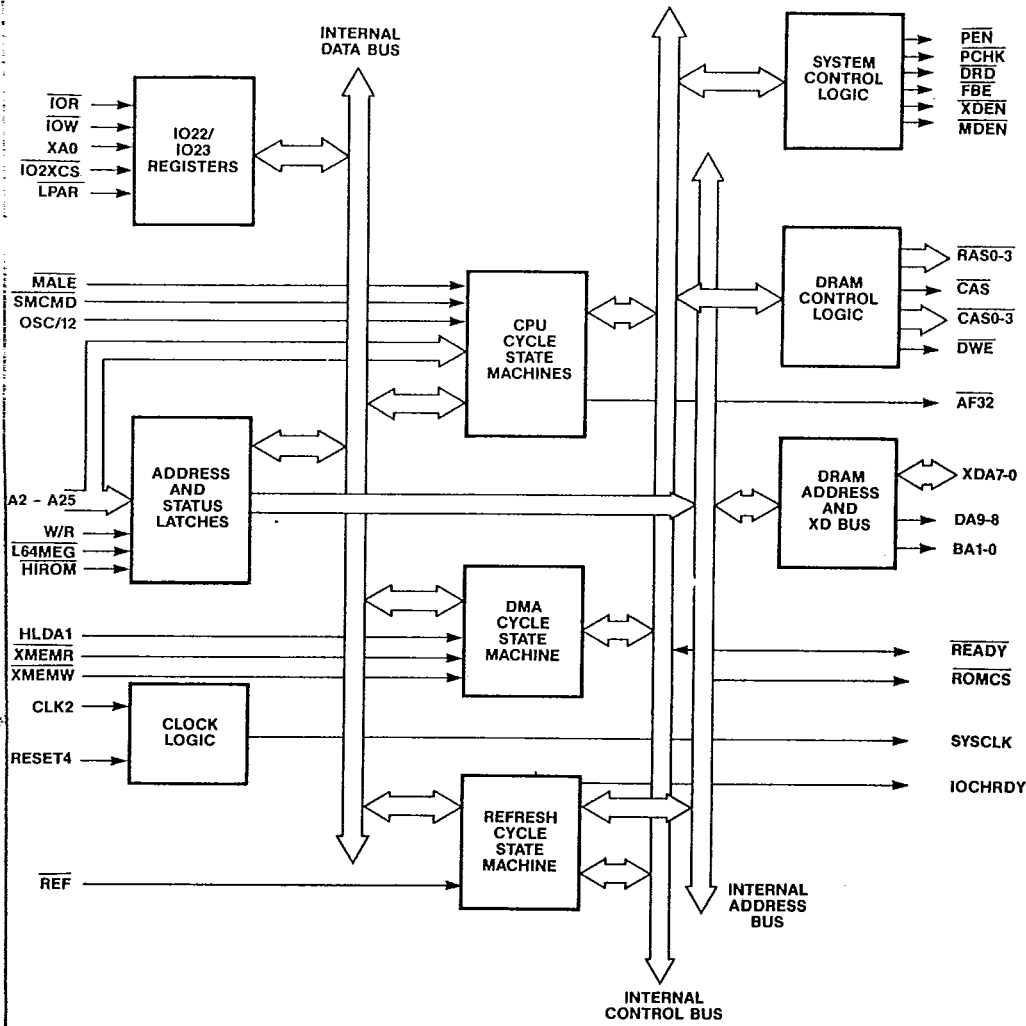 INTERNAL
DATA BUS
IOR
IOW
XA0
IO2XCS
LPAR
IO22/
IO23
REGISTERS
SYSTEM
CONTROL
LOGIC
PEN
PCHK
DRD
FBE
XDEN
MDEN
MALE
SMCMD
OSC/12
CPU
CYCLE
STATE
MACHINES
DRAM
CONTROL
LOGIC
RAS0-3
CAS
CAS0-3
DWE
AF32
A2 – A25
W/R
L64MEG
HIROM
ADDRESS
AND
STATUS
LATCHES
DRAM
ADDRESS
AND
XD BUS
XDA7-0
DA9-8
BA1-0
HLDA1
XMEMR
XMEMW
DMA
CYCLE
STATE
MACHINE
READY
ROMCS
CLK2
RESET4
CLOCK
LOGIC
SYSCLK
IOCHRDY
REFRESH
CYCLE
STATE
MACHINE
REF
INTERNAL
ADDRESS
BUS
INTERNAL
CONTROL BUS